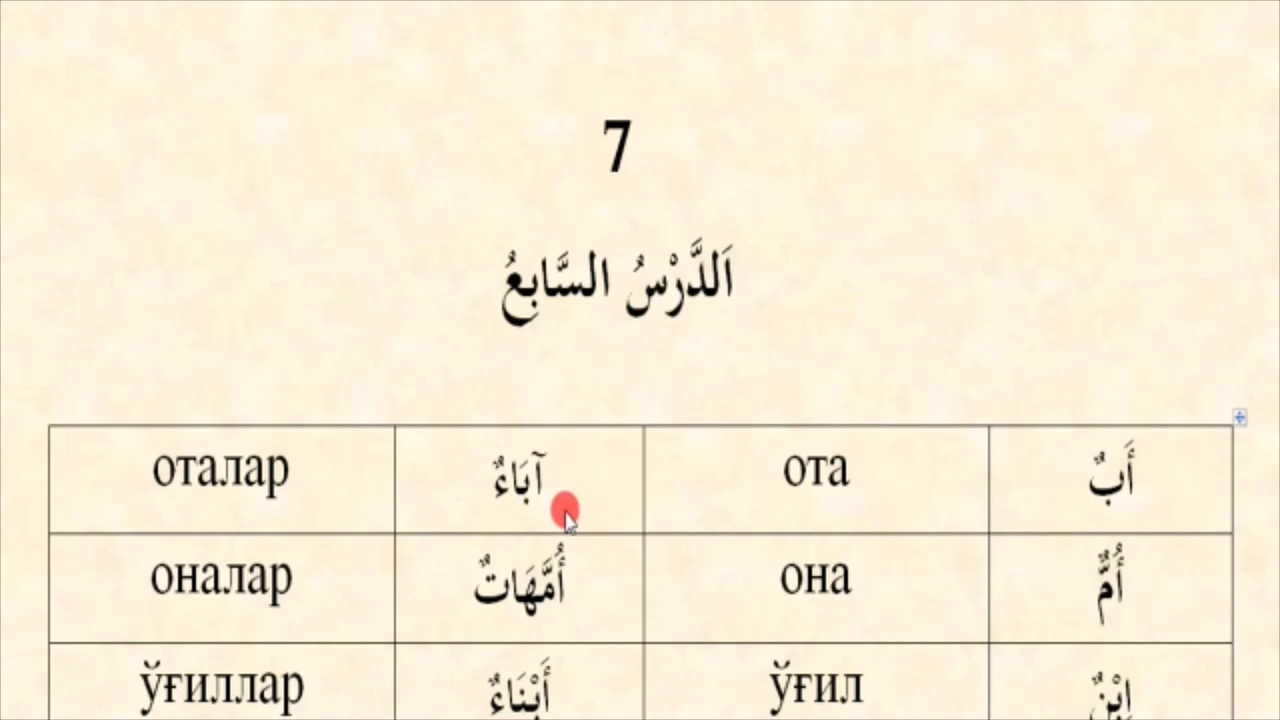 7
اَلدَّرْسُ السَّابِعُ
оталар آبَاءٌ ота أَبٌ
оналар أُمَّهَاتٌ она أُمٌّ
ўғиллар أَبْنَاءٌ ўғил اِبْنٌ